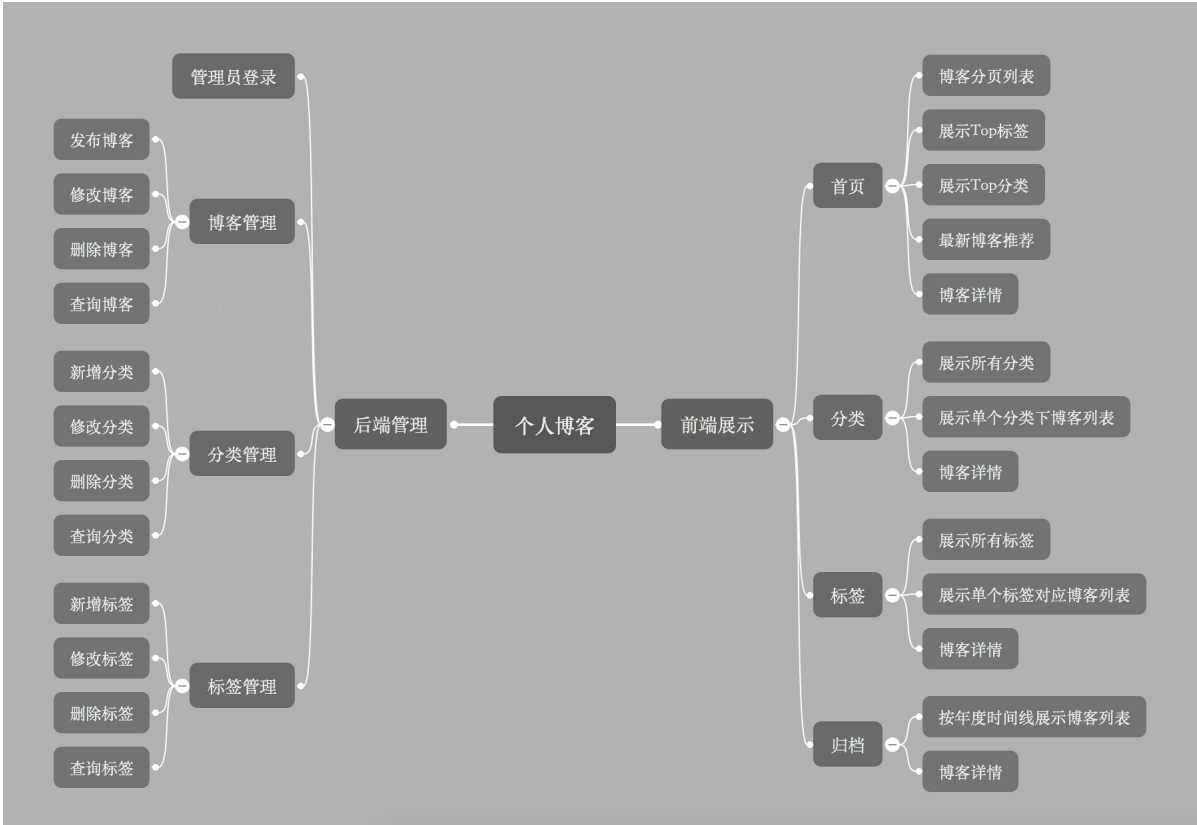 个人博客
后端管理
管理员登录
博客管理
发布博客
修改博客
删除博客
查询博客
分类管理
新增分类
修改分类
删除分类
查询分类
标签管理
新增标签
修改标签
删除标签
查询标签
前端展示
首页
博客分页列表
展示Top标签
展示Top分类
最新博客推荐
博客详情
分类
展示所有分类
展示单个分类下博客列表
博客详情
标签
展示所有标签
展示单个标签对应博客列表
博客详情
归档
按年度时间线展示博客列表
博客详情